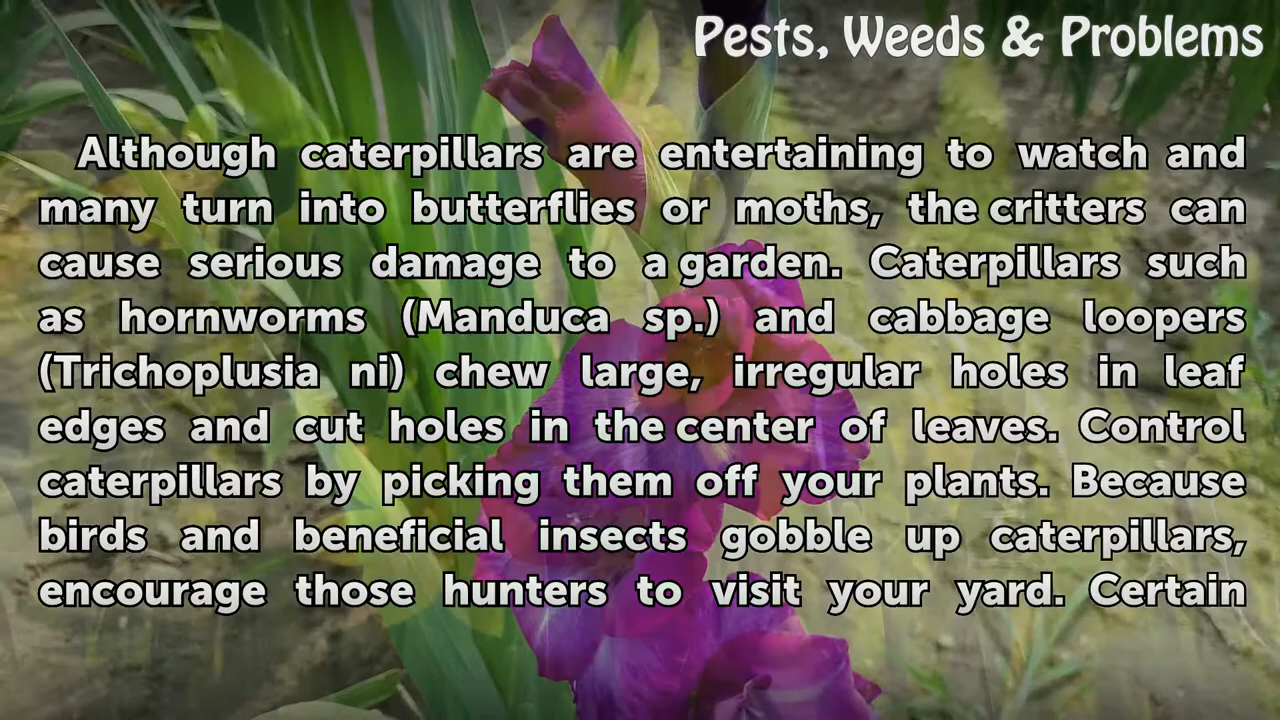 Pests, Weeds & Problems
Although caterpillars are entertaining to watch and
many turn into butterflies or moths, the critters can
cause serious damage to a garden. Caterpillars such
as hornworms (Manduca sp.) and cabbage loopers
(Trichoplusia ni) chew large, irregular holes in leaf
edges and cut holes in the center of leaves. Control
caterpillars by picking them off your plants. Because
birds and beneficial insects gobble up caterpillars,
encourage those hunters to visit your yard. Certain